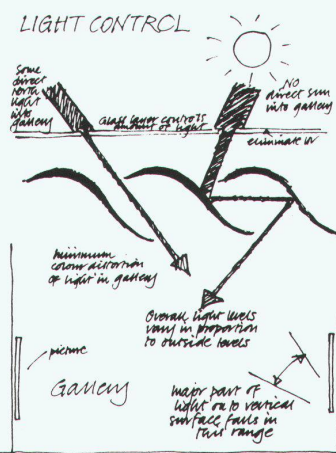 LIGHT CONTROL
Some
direct
north
light
into
gallery
Glass layer controls
amount of light
NO
direct sun
into gallery
eliminate UV
minimum
colour distortion
of light in gallery
Overall light levels
vary in proportion
to outside levels
picture
Gallery
major part of
light on to vertical
surface falls in
this range